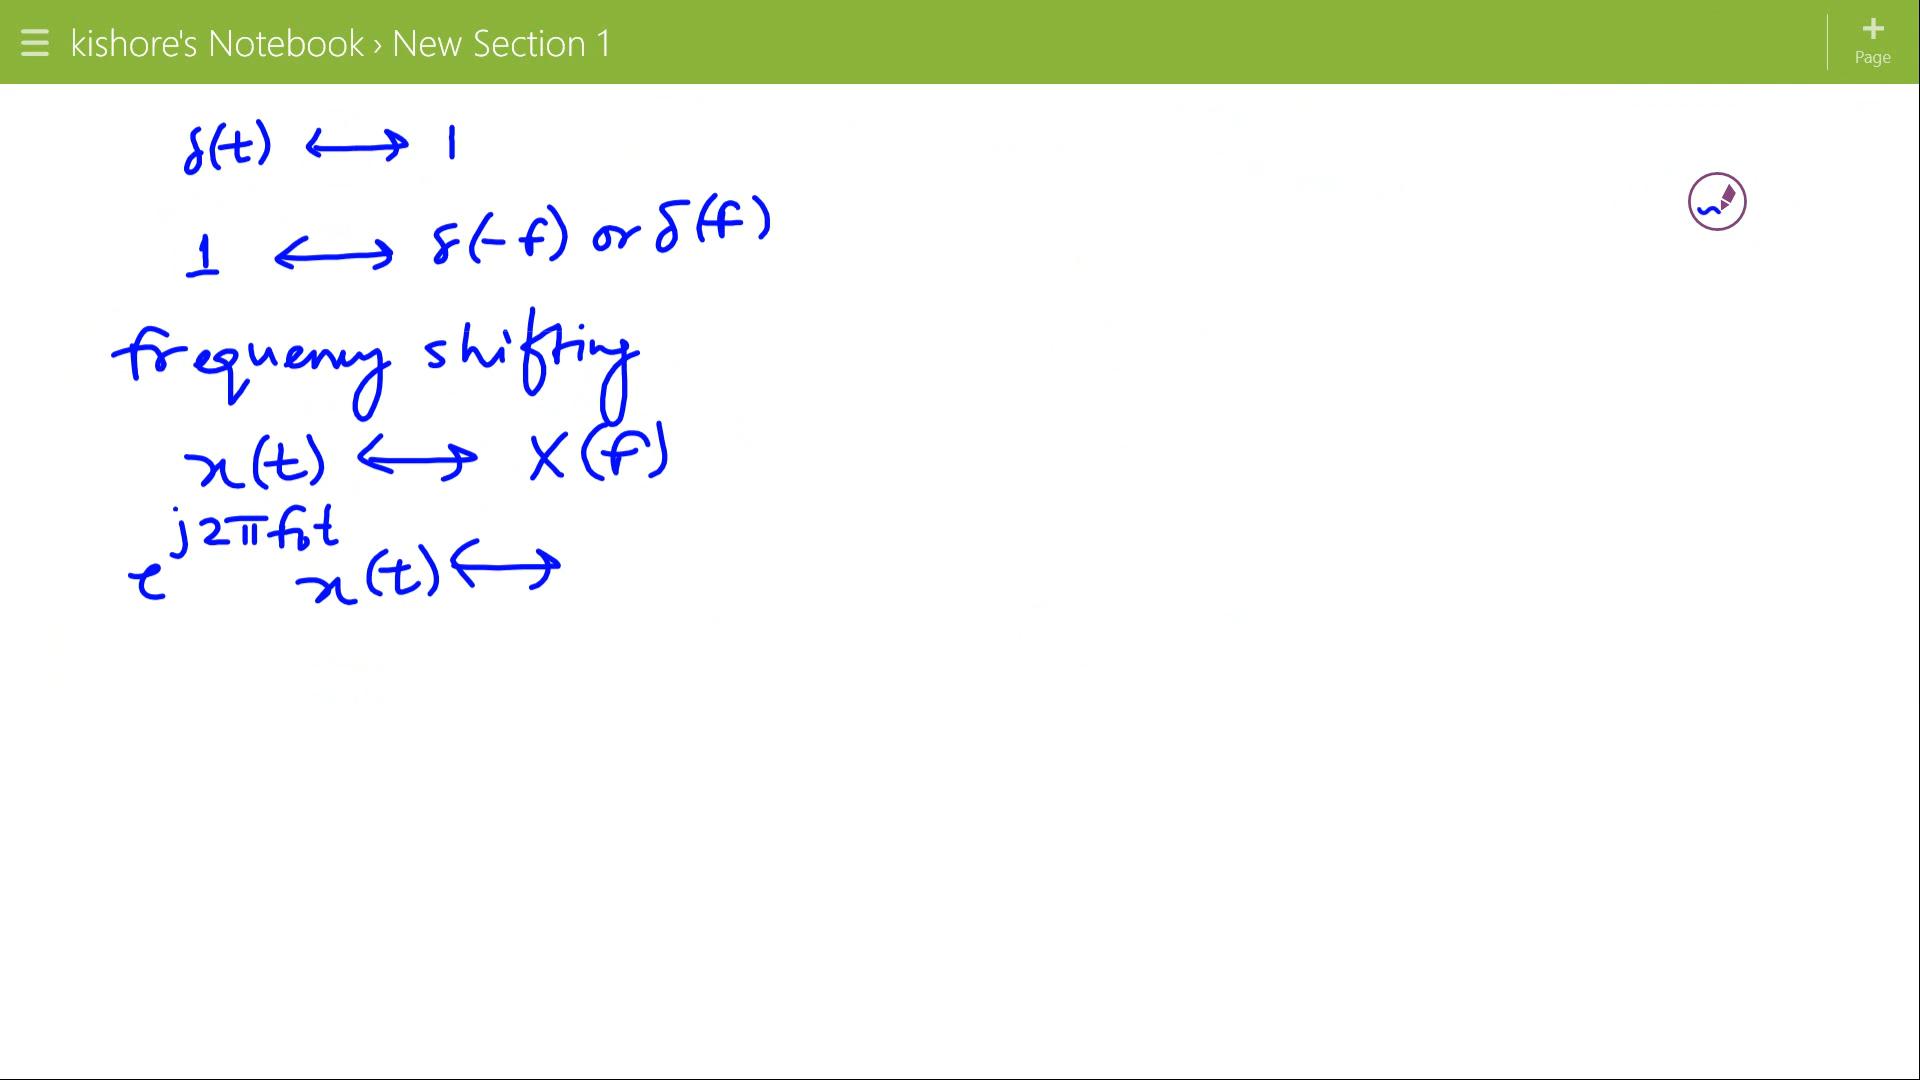 kishore's Notebook › New Section 1
Page
δ(t) ⟷ 1
1 ⟷ δ(-f) or δ(f)
frequency shifting
x(t) ⟷ X(f)
e^{j2πf₀t} x(t) ⟷